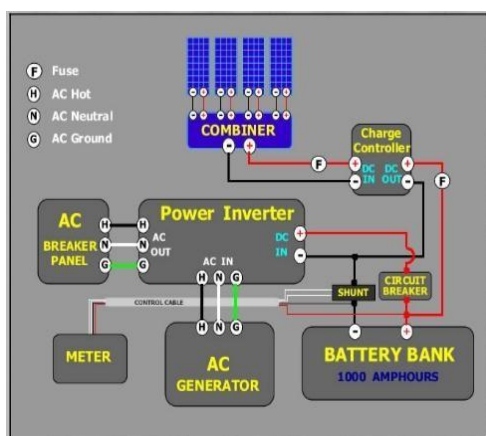 F Fuse
H AC Hot
N AC Neutral
G AC Ground
- + - + - + - +
- + - + - + - +
COMBINER
- +
Charge
Controller
F
+ DC DC +
- IN OUT -
F
AC
BREAKER
PANEL
H H
N N
G G
Power Inverter
AC
OUT
DC +
IN -
AC IN
H N G
CONTROL CABLE
SHUNT
CIRCUIT
BREAKER
METER
H N G
AC
GENERATOR
- +
BATTERY BANK
1000 AMPHOURS